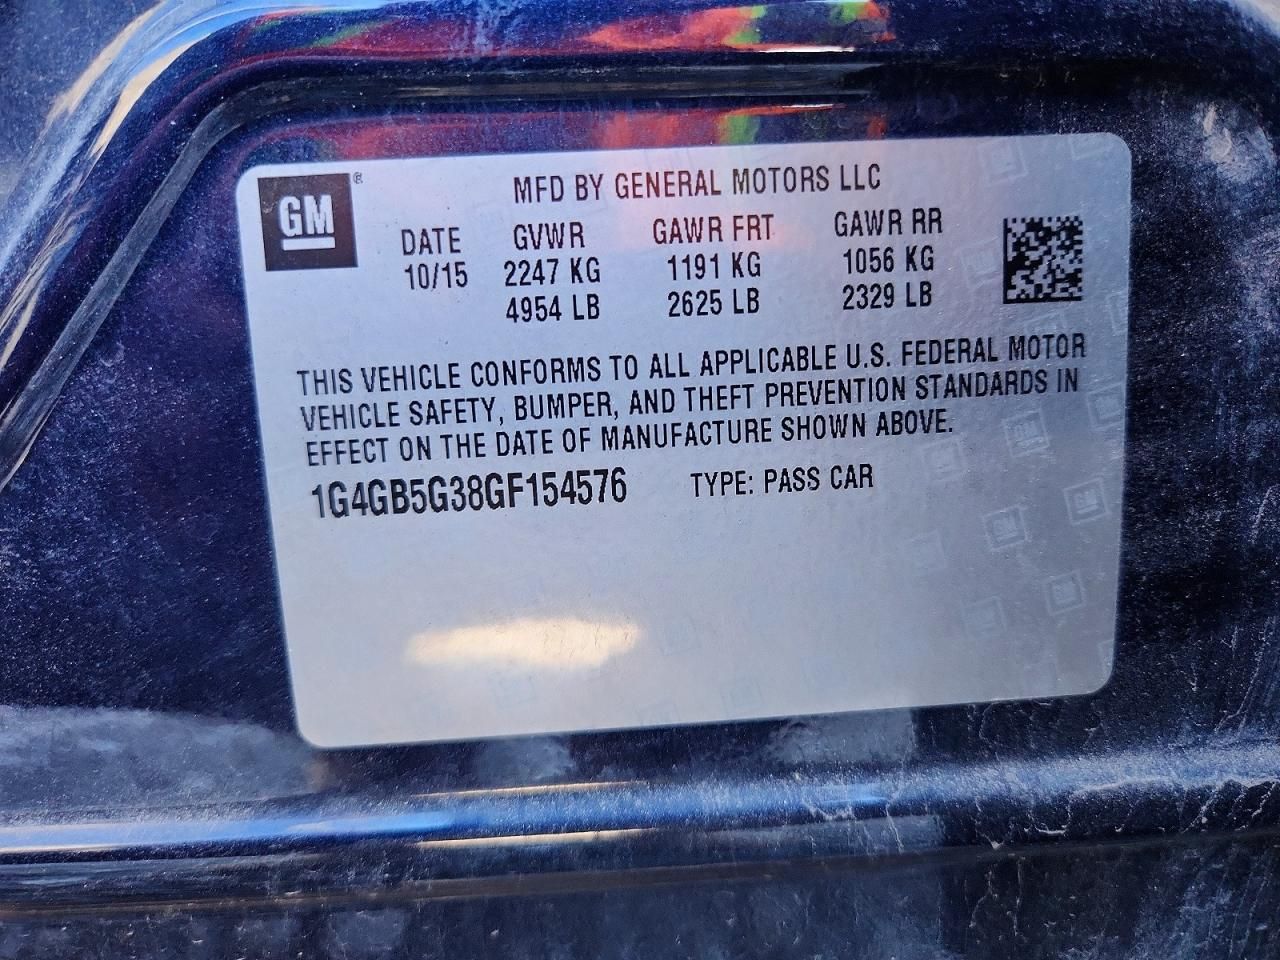 GM®
MFD BY GENERAL MOTORS LLC
DATE GVWR GAWR FRT GAWR RR
10/15 2247 KG 1191 KG 1056 KG
4954 LB 2625 LB 2329 LB
THIS VEHICLE CONFORMS TO ALL APPLICABLE U.S. FEDERAL MOTOR
VEHICLE SAFETY, BUMPER, AND THEFT PREVENTION STANDARDS IN
EFFECT ON THE DATE OF MANUFACTURE SHOWN ABOVE.
1G4GB5G38GF154576 TYPE: PASS CAR